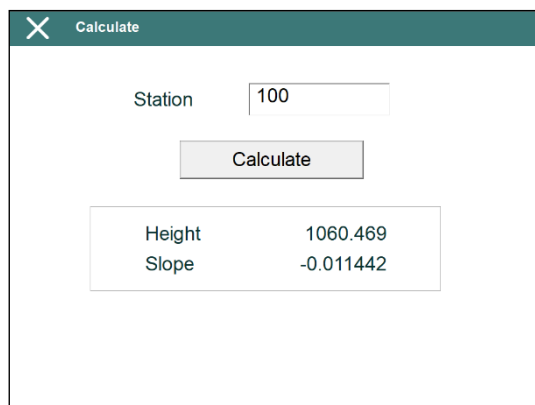 Calculate
Station 100
Calculate
Height 1060.469
Slope -0.011442